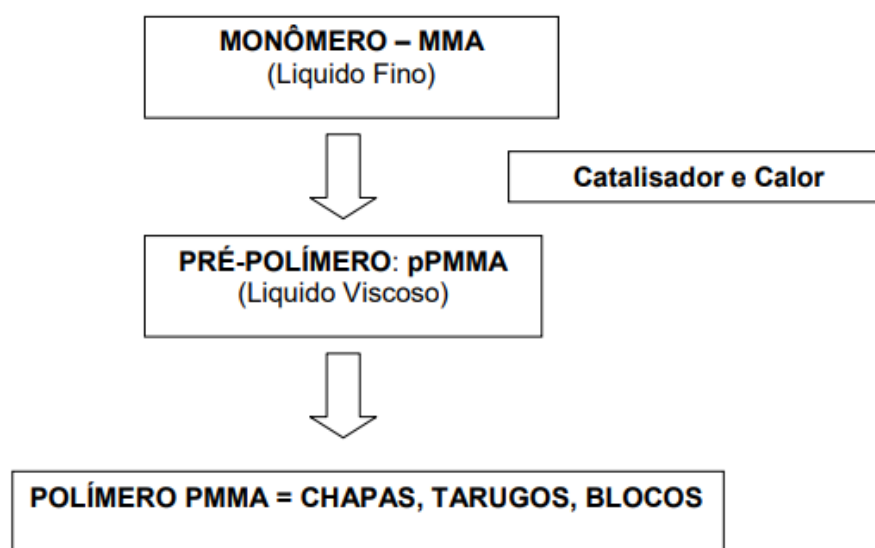 MONÔMERO – MMA
(Liquido Fino)
Catalisador e Calor
PRÉ-POLÍMERO: pPMMA
(Liquido Viscoso)
POLÍMERO PMMA = CHAPAS, TARUGOS, BLOCOS